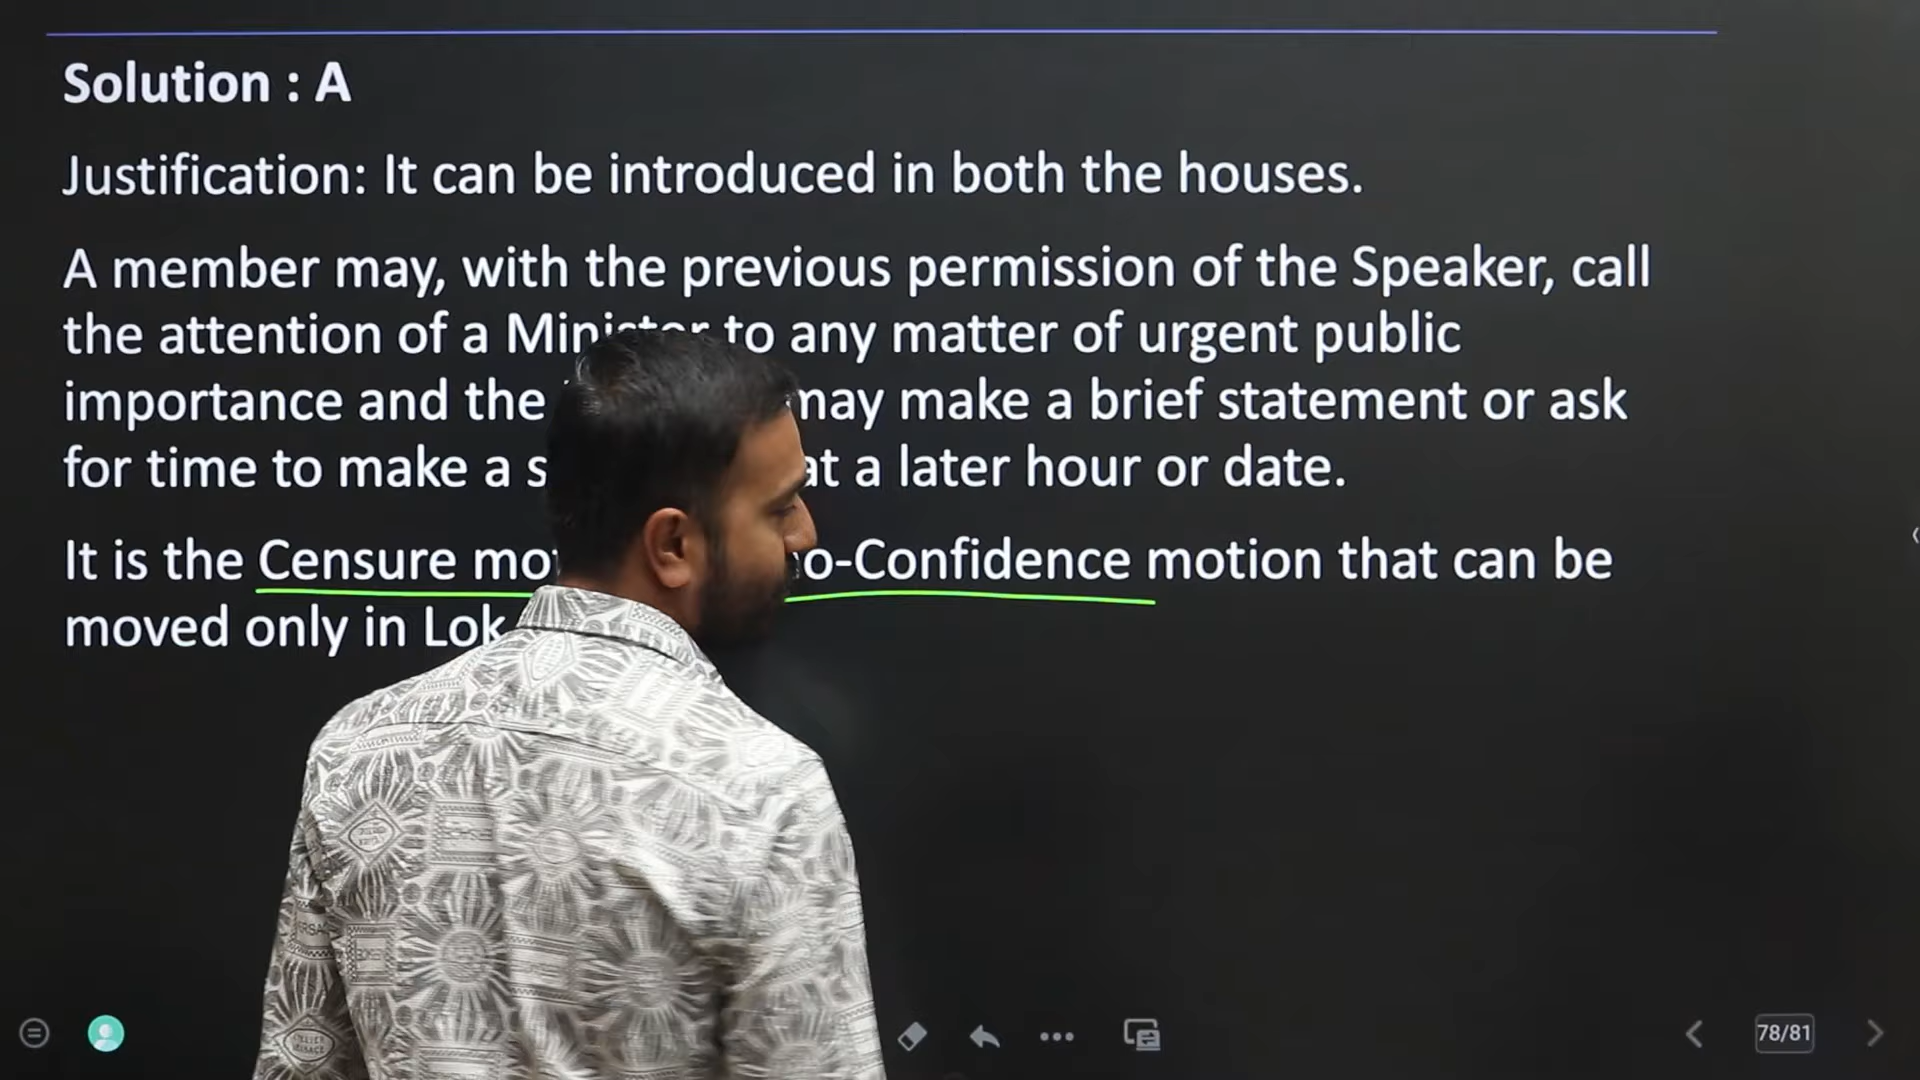 Solution : A
Justification: It can be introduced in both the houses.
A member may, with the previous permission of the Speaker, call
the attention of a Minister to any matter of urgent public
importance and the may make a brief statement or ask
for time to make a at a later hour or date.
It is the Censure no-Confidence motion that can be
moved only in Lok
78/81